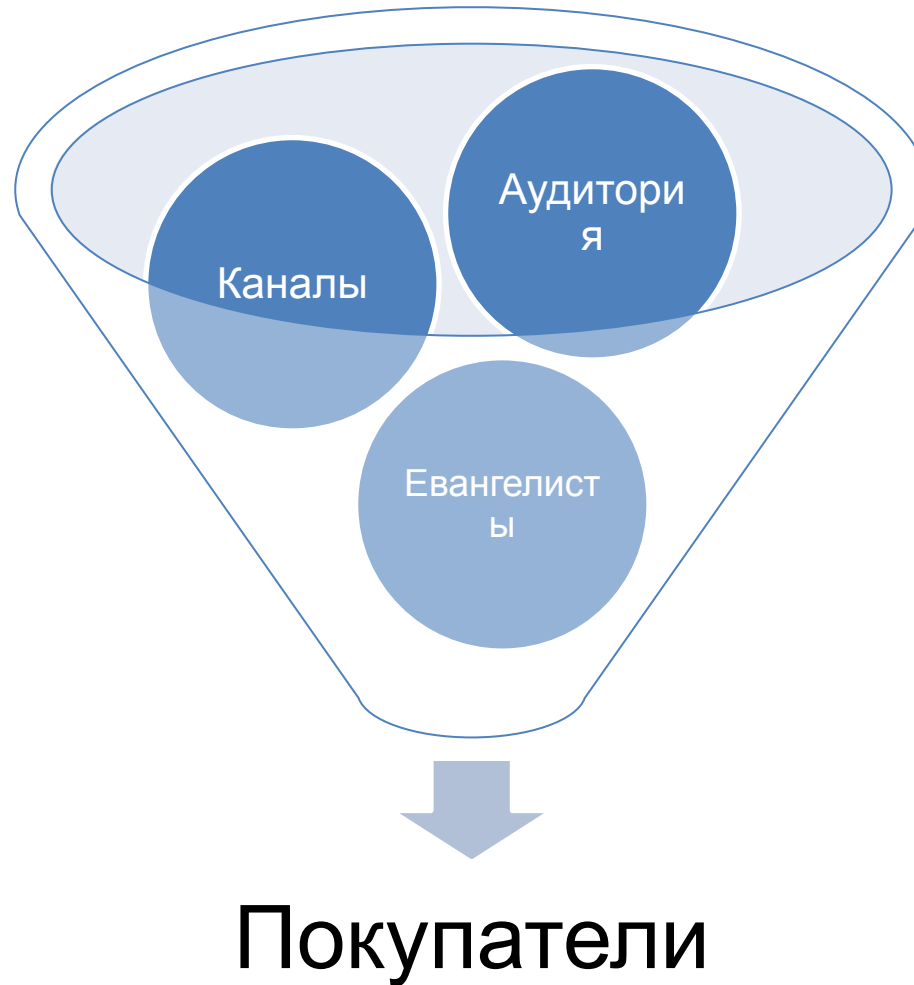 Аудитори
я
Каналы
Евангелист
ы
Покупатели